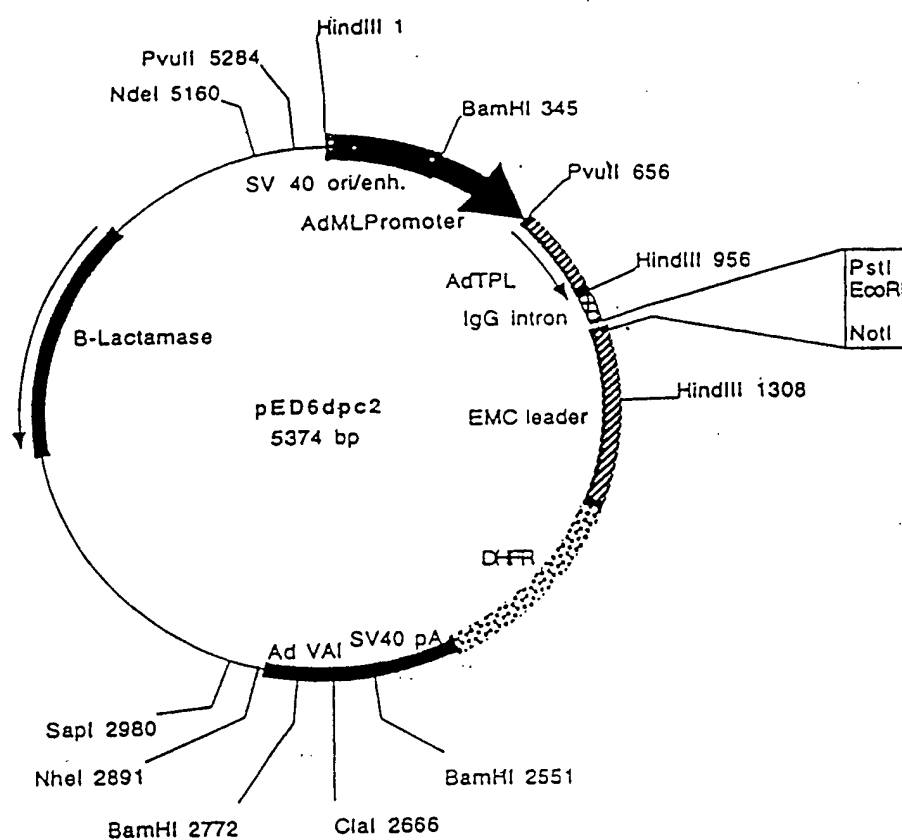 HindIII 1
PvuII 5284
NdeI 5160
BamHI 345
SV 40 ori/enh.
PvuII 656
AdMLPromoter
HindIII 956
AdTPL
PstI
EcoR
IgG intron
NotI
B-Lactamase
HindIII 1308
pED6dpc2
EMC leader
5374 bp
DHFR
SV40 pA
Ad VAI
SapI 2980
NheI 2891
BamHI 2551
BamHI 2772
ClaI 2666